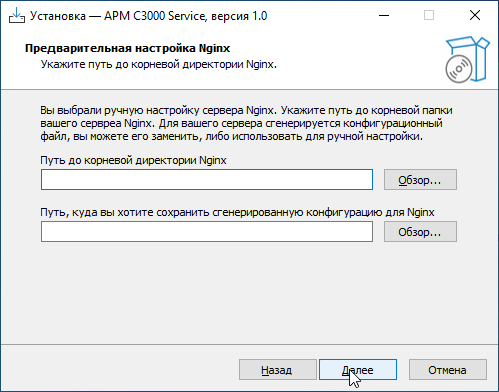 Установка — АРМ С3000 Service, версия 1.0
Предварительная настройка Nginx
Укажите путь до корневой директории Nginx.
Вы выбрали ручную настройку сервера Nginx. Укажите путь до корневой папки
вашего серврea Nginx. Для вашего сервера сгенерируется конфигурационный
файл, вы можете его заменить, либо использовать для ручной настройки.
Путь до корневой директории Nginx
Обзор...
Путь, куда вы хотите сохранить сгенерированную конфигурацию для Nginx
Обзор...
Назад
Далее
Отмена